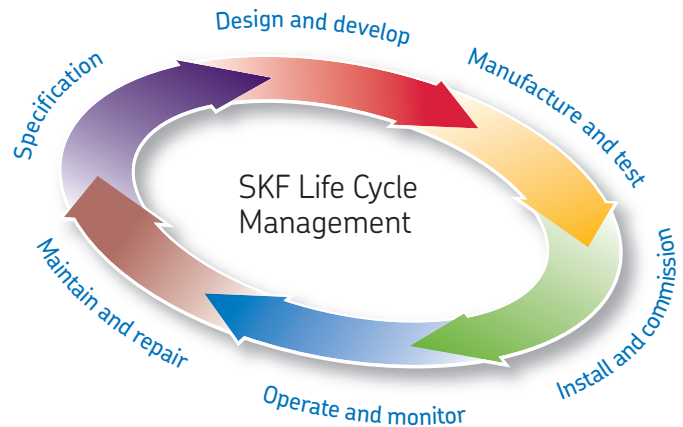 Design and develop
Manufacture and test
Specification
SKF Life Cycle
Management
Install and commission
Maintain and repair
Operate and monitor